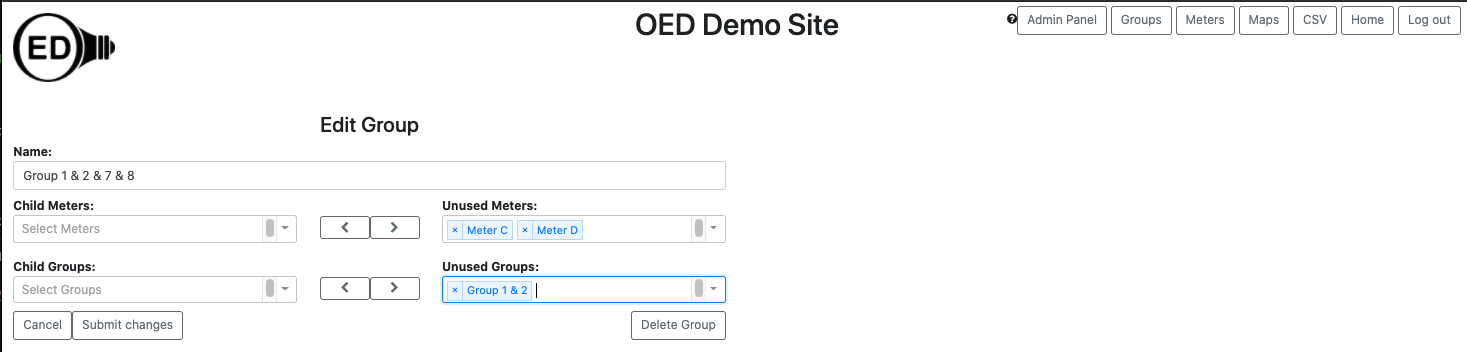 ED
OED Demo Site
Admin Panel Groups Meters Maps CSV Home Log out
Edit Group
Name:
Group 1 & 2 & 7 & 8
Child Meters: Unused Meters:
Select Meters < > × Meter C × Meter D
Child Groups: Unused Groups:
Select Groups < > × Group 1 & 2
Cancel Submit changes Delete Group